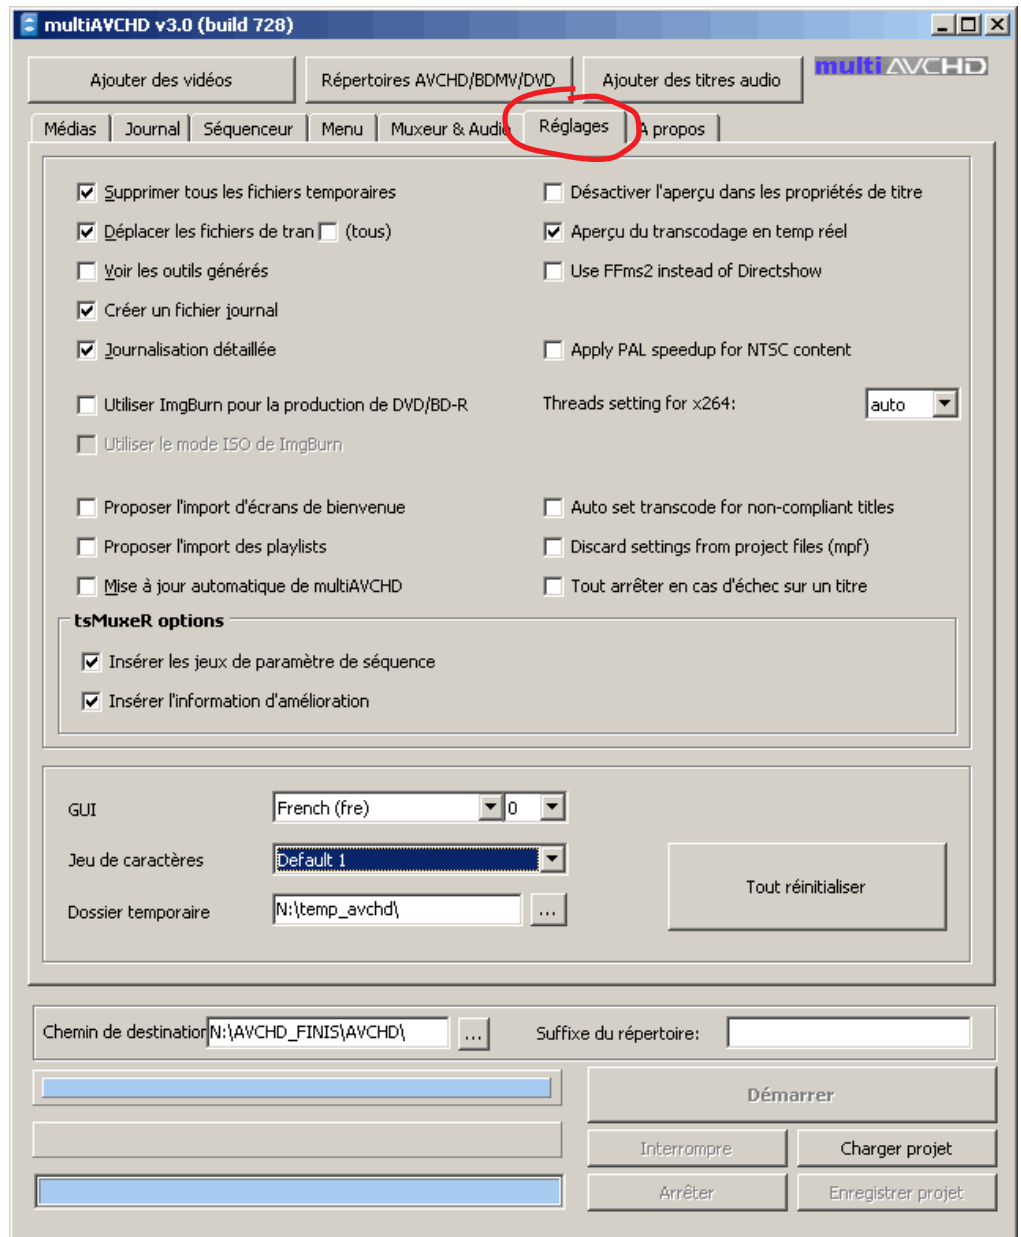 multiAVCHD v3.0 (build 728)
Ajouter des vidéos
Répertoires AVCHD/BDMV/DVD
Ajouter des titres audio
multiAVCHD
Médias
Journal
Séquenceur
Menu
Muxeur & Audio
Réglages
A propos
Supprimer tous les fichiers temporaires
Désactiver l'aperçu dans les propriétés de titre
Déplacer les fichiers de tran (tous)
Aperçu du transcodage en temp réel
Voir les outils générés
Use FFms2 instead of Directshow
Créer un fichier journal
Journalisation détaillée
Apply PAL speedup for NTSC content
Utiliser ImgBurn pour la production de DVD/BD-R
Threads setting for x264:
auto
Utiliser le mode ISO de ImgBurn
Proposer l'import d'écrans de bienvenue
Auto set transcode for non-compliant titles
Proposer l'import des playlists
Discard settings from project files (mpf)
Mise à jour automatique de multiAVCHD
Tout arrêter en cas d'échec sur un titre
tsMuxeR options
Insérer les jeux de paramètre de séquence
Insérer l'information d'amélioration
GUI
French (fre)
0
Jeu de caractères
Default 1
Tout réinitialiser
Dossier temporaire
N:\temp_avchd\
...
Chemin de destination
N:\AVCHD_FINIS\AVCHD\
...
Suffixe du répertoire:
Démarrer
Interrompre
Charger projet
Arrêter
Enregistrer projet